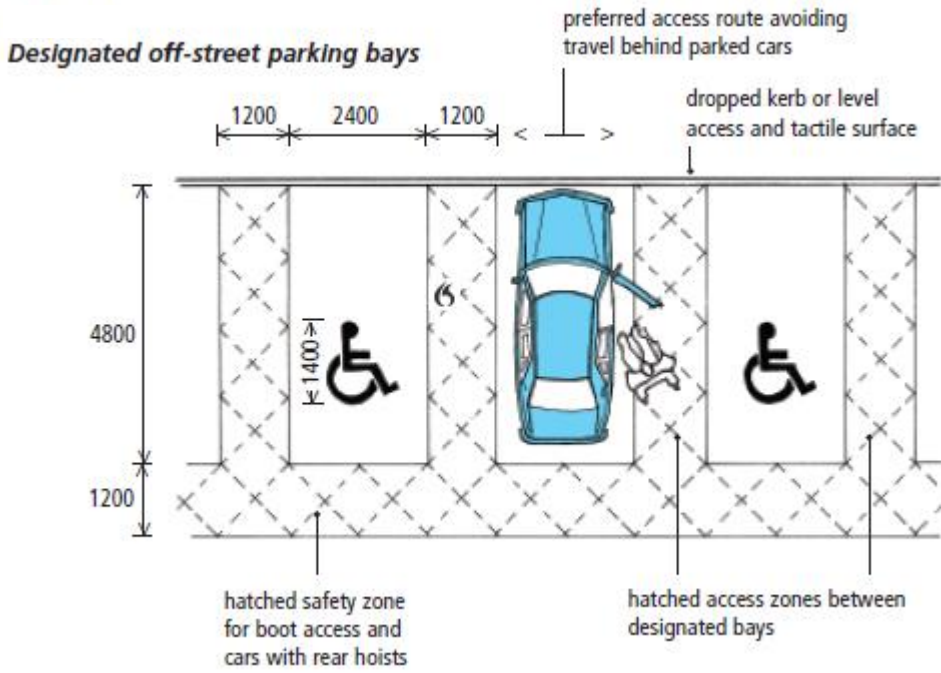 preferred access route avoiding
travel behind parked cars
Designated off-street parking bays
dropped kerb or level
access and tactile surface
1200 2400 1200
4800
1400
1200
hatched safety zone
for boot access and
cars with rear hoists
hatched access zones between
designated bays